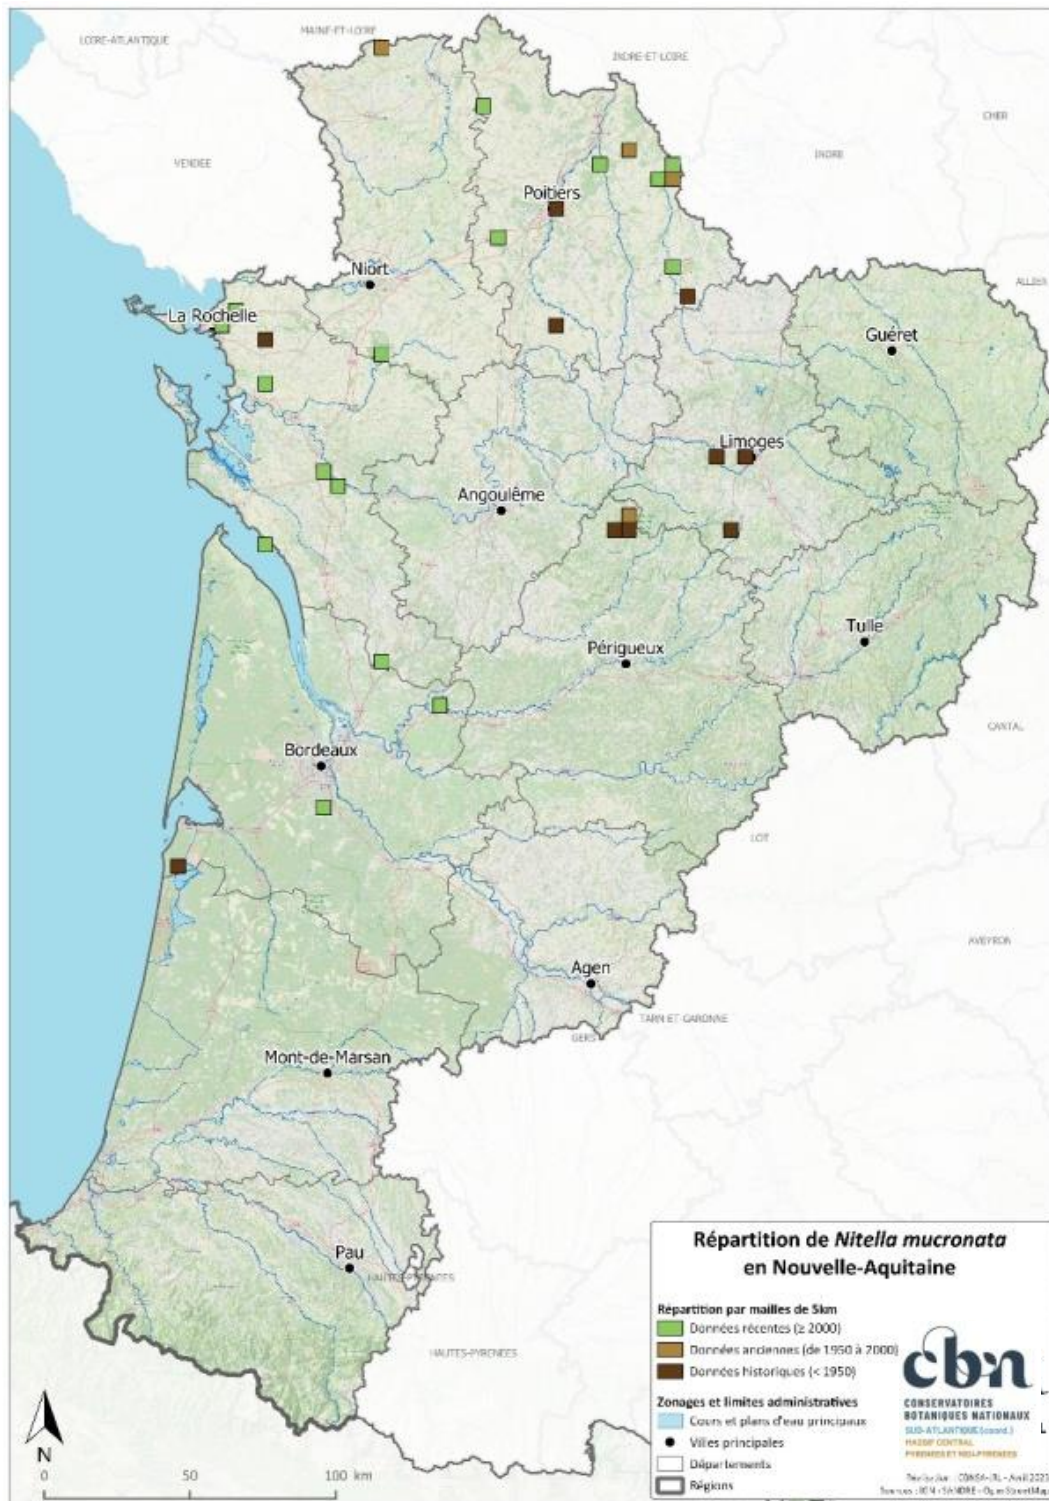 LOIRE-ATLANTIQUE
MAINE-ET-LOIRE
INDRE-ET-LOIRE
CHER
INDRE
VENDEE
Poitiers
Niort
ALLIER
La Rochelle
Guéret
Limoges
Angoulême
Tulle
Périgueux
CANTAL
Bordeaux
LOT
AVEYRON
Agen
TARN-ET-GARONNE
GERS
Mont-de-Marsan
Pau
HAUTES-PYRENEES
HAUTES-PYRENEES
Répartition de Nitella mucronata
en Nouvelle-Aquitaine
Répartition par mailles de 5km
Données récentes (≥ 2000)
Données anciennes (de 1950 à 2000)
Données historiques (< 1950)
Zonages et limites administratives
Cours et plans d'eau principaux
Villes principales
Départements
Régions
cbn
CONSERVATOIRES
BOTANIQUES NATIONAUX
SUD-ATLANTIQUE (coord.)
MASSIF CENTRAL
PYRENEES ET MIDI-PYRENEES
N
0 50 100 km